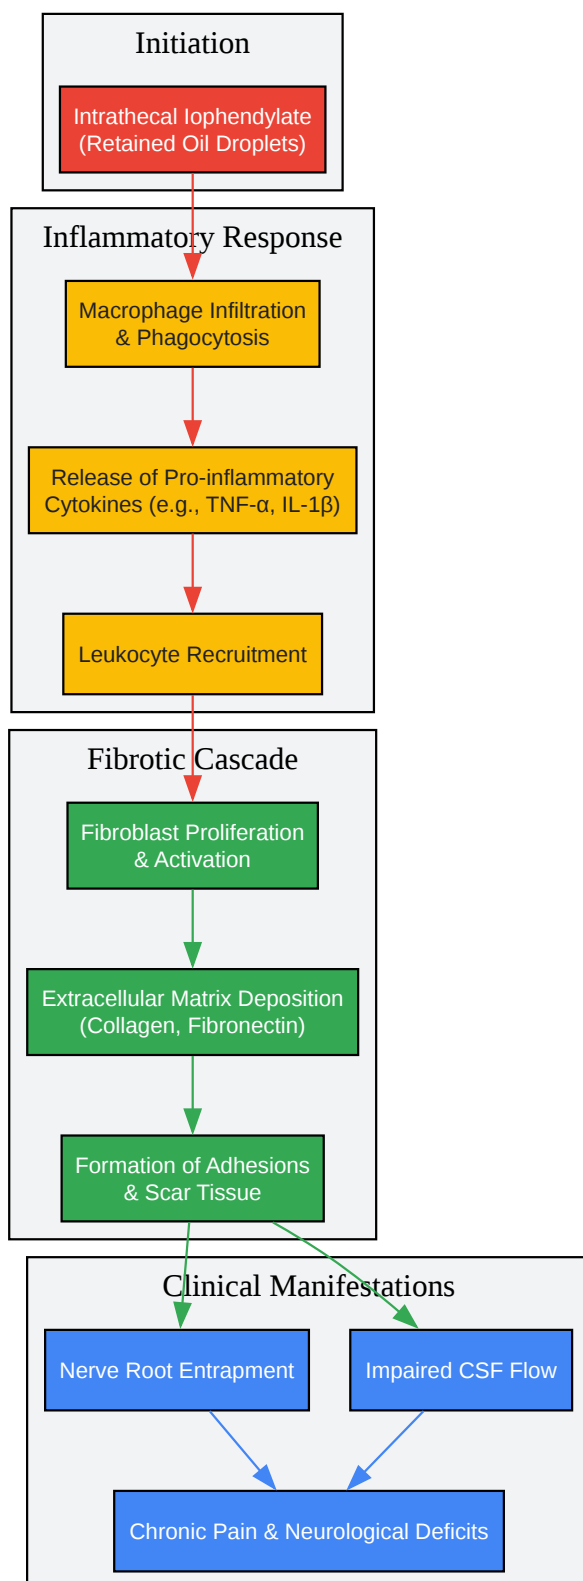 Initiation
Intrathecal Iophendylate
(Retained Oil Droplets)
Inflammatory Response
Macrophage Infiltration
& Phagocytosis
Release of Pro-inflammatory
Cytokines (e.g., TNF-α, IL-1β)
Leukocyte Recruitment
Fibrotic Cascade
Fibroblast Proliferation
& Activation
Extracellular Matrix Deposition
(Collagen, Fibronectin)
Formation of Adhesions
& Scar Tissue
Clinical Manifestations
Nerve Root Entrapment
Impaired CSF Flow
Chronic Pain & Neurological Deficits